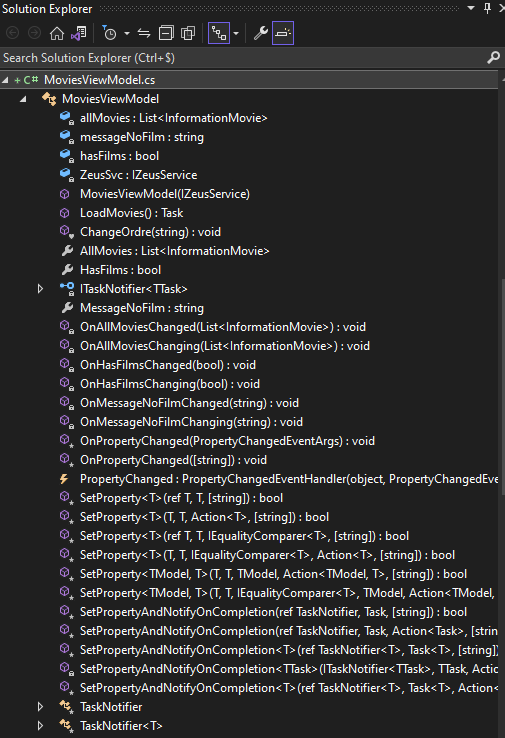 Solution Explorer
Search Solution Explorer (Ctrl+$)
+ C# MoviesViewModel.cs
MoviesViewModel
allMovies : List<InformationMovie>
messageNoFilm : string
hasFilms : bool
ZeusSvc : IZeusService
MoviesViewModel(IZeusService)
LoadMovies() : Task
ChangeOrdre(string) : void
AllMovies : List<InformationMovie>
HasFilms : bool
ITaskNotifier<TTask>
MessageNoFilm : string
OnAllMoviesChanged(List<InformationMovie>) : void
OnAllMoviesChanging(List<InformationMovie>) : void
OnHasFilmsChanged(bool) : void
OnHasFilmsChanging(bool) : void
OnMessageNoFilmChanged(string) : void
OnMessageNoFilmChanging(string) : void
OnPropertyChanged(PropertyChangedEventArgs) : void
OnPropertyChanged([string]) : void
PropertyChanged : PropertyChangedEventHandler(object, PropertyChangedEve
SetProperty<T>(ref T, T, [string]) : bool
SetProperty<T>(T, T, Action<T>, [string]) : bool
SetProperty<T>(ref T, T, IEqualityComparer<T>, [string]) : bool
SetProperty<T>(T, T, IEqualityComparer<T>, Action<T>, [string]) : bool
SetProperty<TModel, T>(T, T, TModel, Action<TModel, T>, [string]) : bool
SetProperty<TModel, T>(T, T, IEqualityComparer<T>, TModel, Action<TModel,
SetPropertyAndNotifyOnCompletion(ref TaskNotifier, Task, [string]) : bool
SetPropertyAndNotifyOnCompletion(ref TaskNotifier, Task, Action<Task>, [strin
SetPropertyAndNotifyOnCompletion<T>(ref TaskNotifier<T>, Task<T>, [string])
SetPropertyAndNotifyOnCompletion<TTask>(ITaskNotifier<TTask>, TTask, Actio
SetPropertyAndNotifyOnCompletion<T>(ref TaskNotifier<T>, Task<T>, Action<
TaskNotifier
TaskNotifier<T>